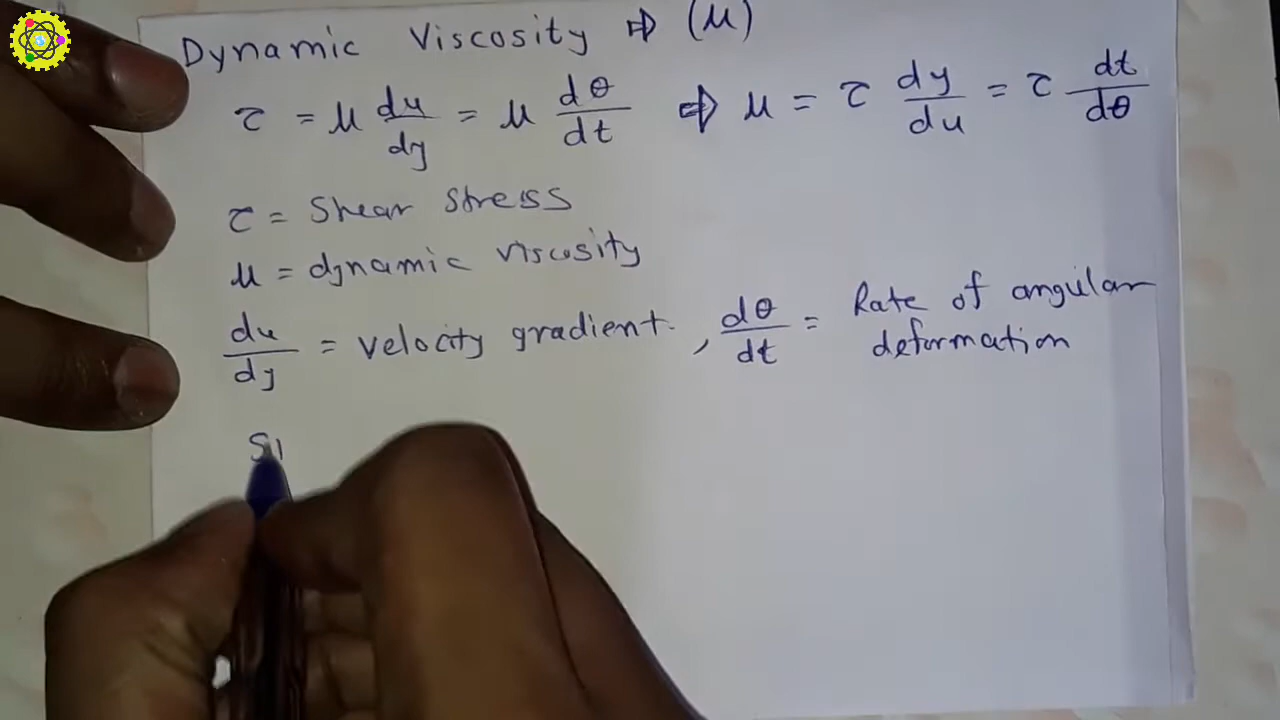 Dynamic Viscosity ⇒ (μ)
τ = μ du/dy = μ dθ/dt ⇒ μ = τ dy/du = τ dt/dθ
τ = Shear stress
μ = dynamic viscosity
du/dy = velocity gradient. , dθ/dt = Rate of angular
deformation
SI